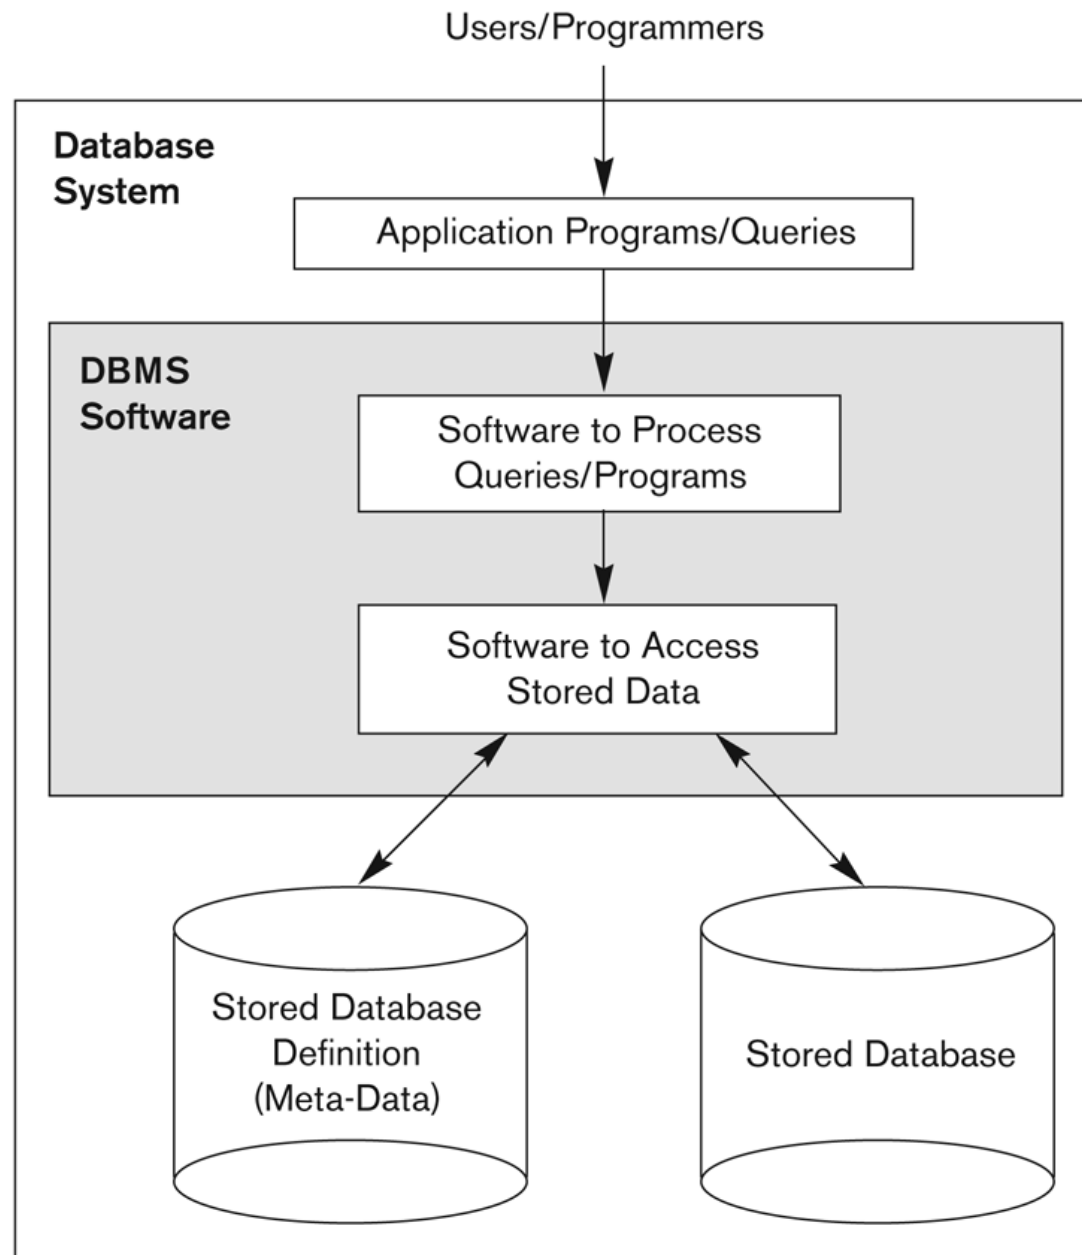 Users/Programmers
Database
System
Application Programs/Queries
DBMS
Software
Software to Process
Queries/Programs
Software to Access
Stored Data
Stored Database
Definition
(Meta-Data)
Stored Database